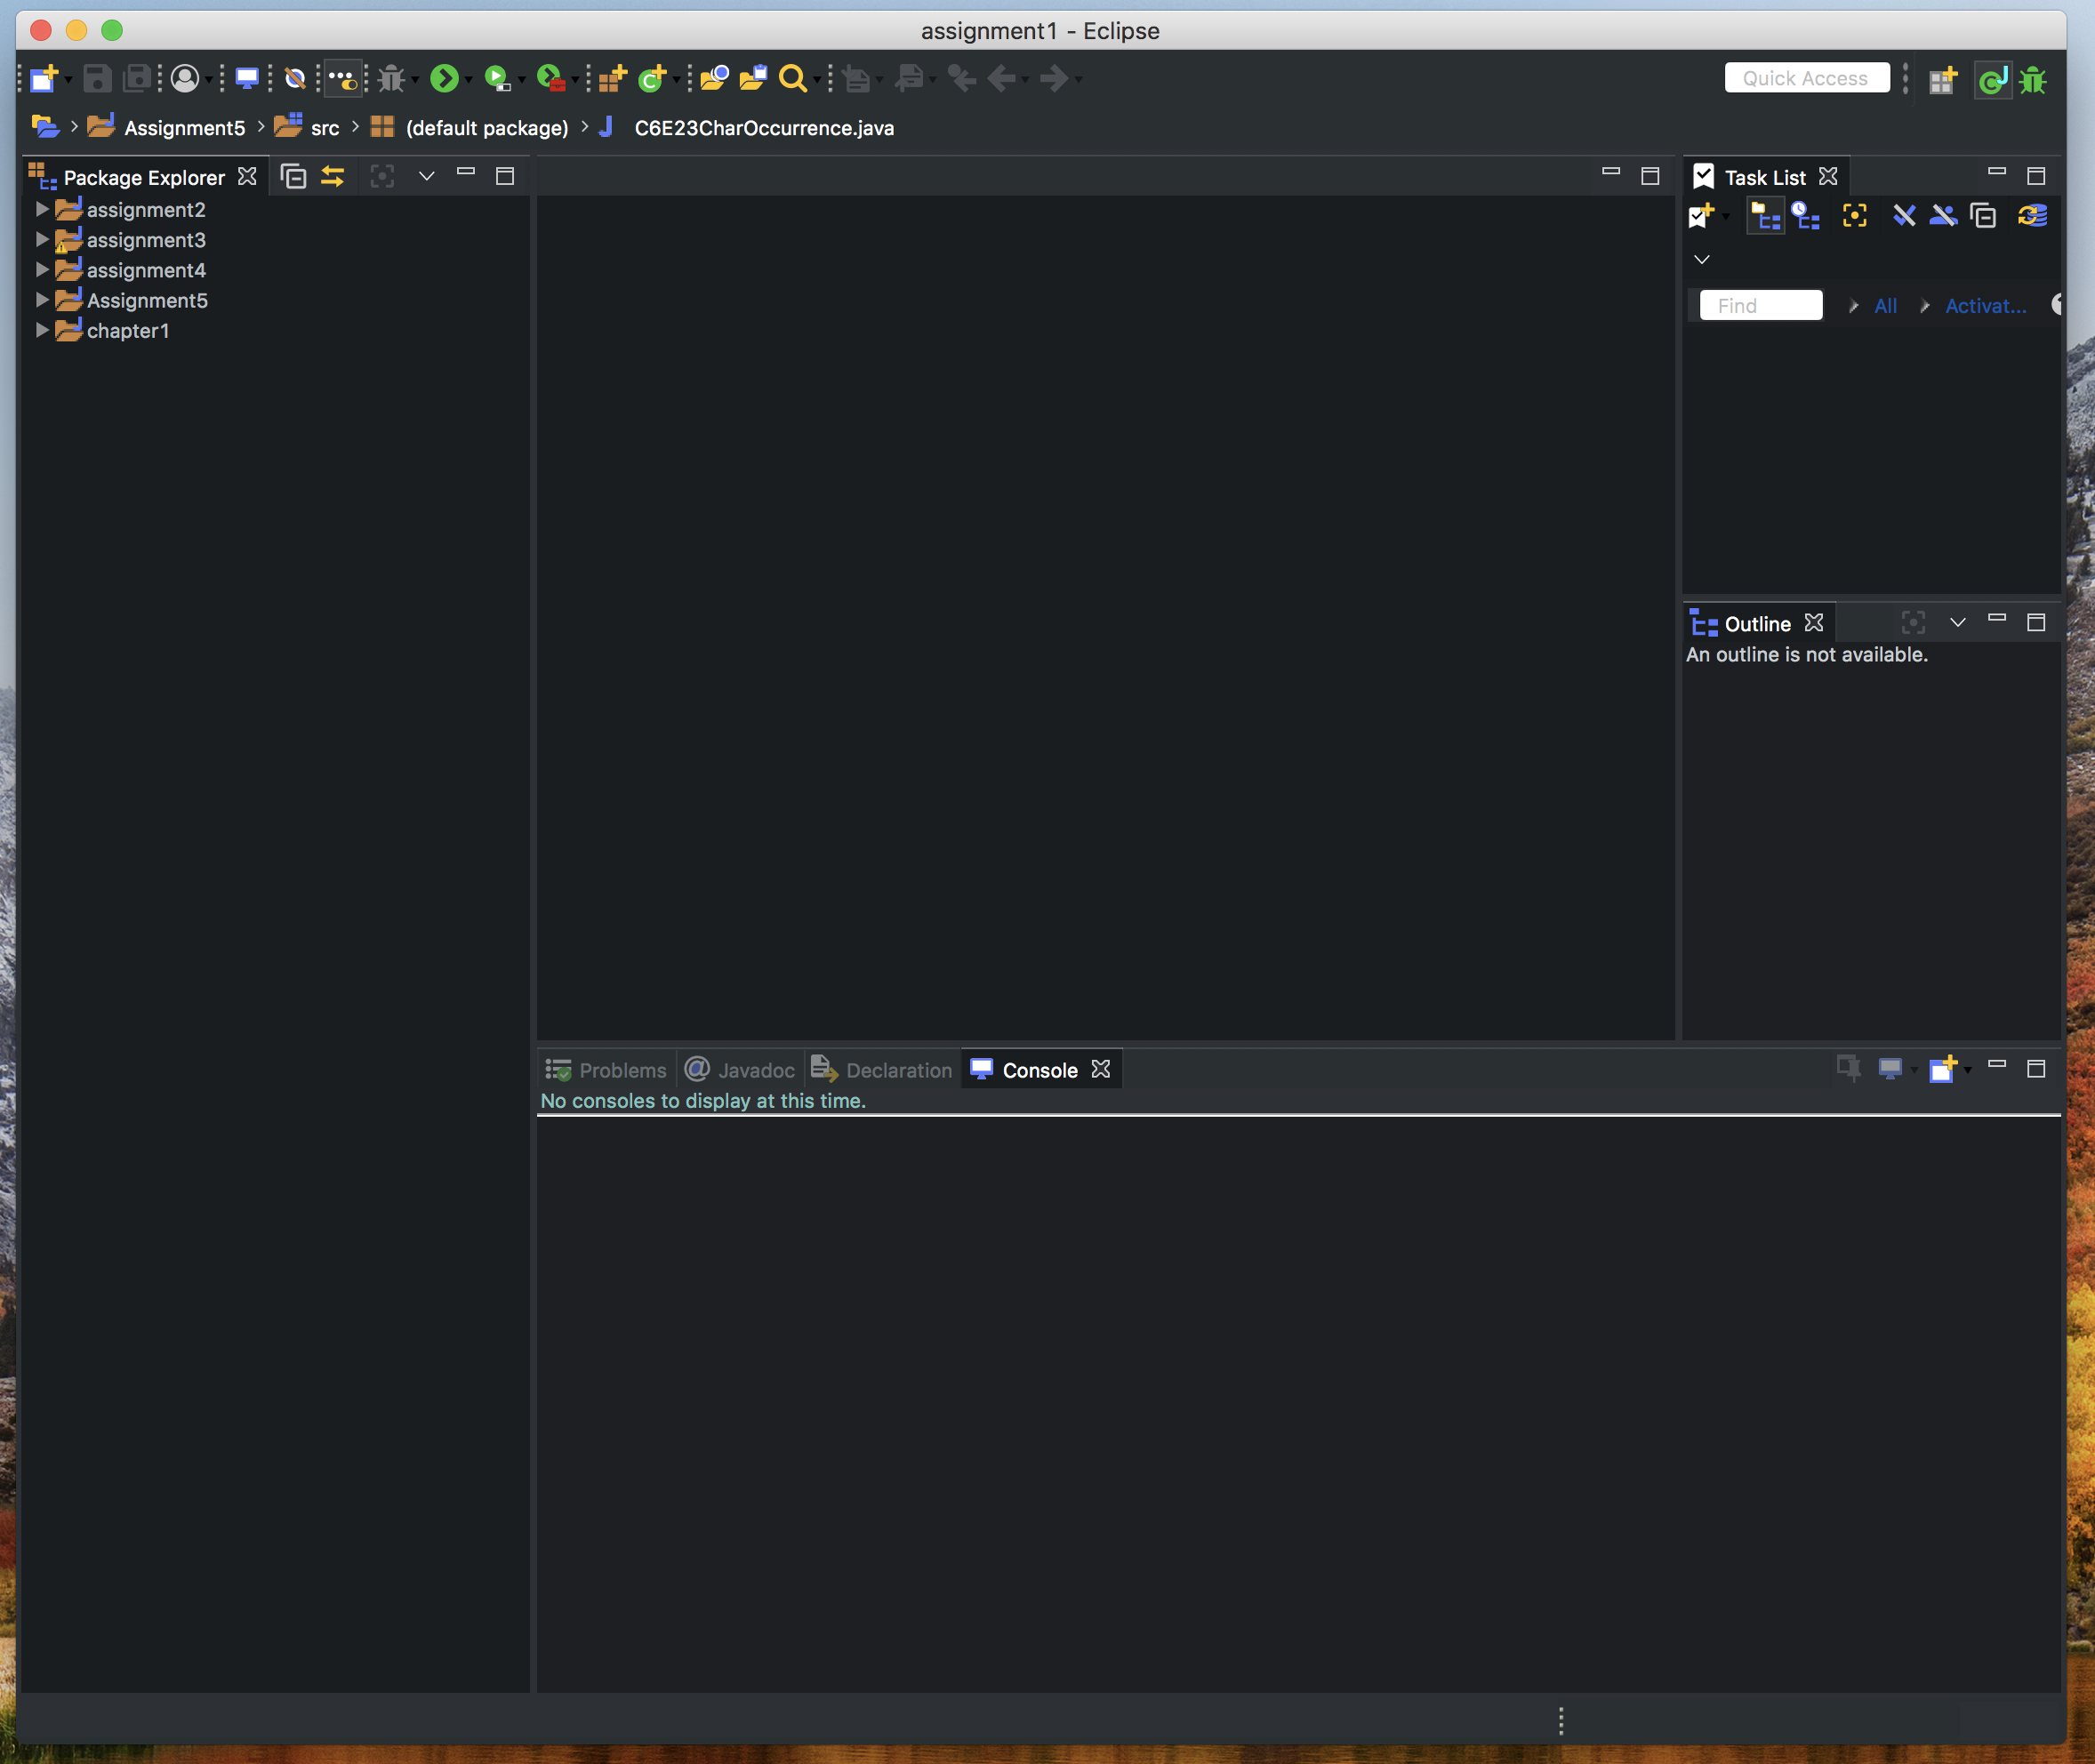 assignment1 - Eclipse
Quick Access
Assignment5 src (default package) C6E23CharOccurrence.java
Package Explorer
assignment2
assignment3
assignment4
Assignment5
chapter1
Task List
Find All Activat...
Outline
An outline is not available.
Problems Javadoc Declaration Console
No consoles to display at this time.